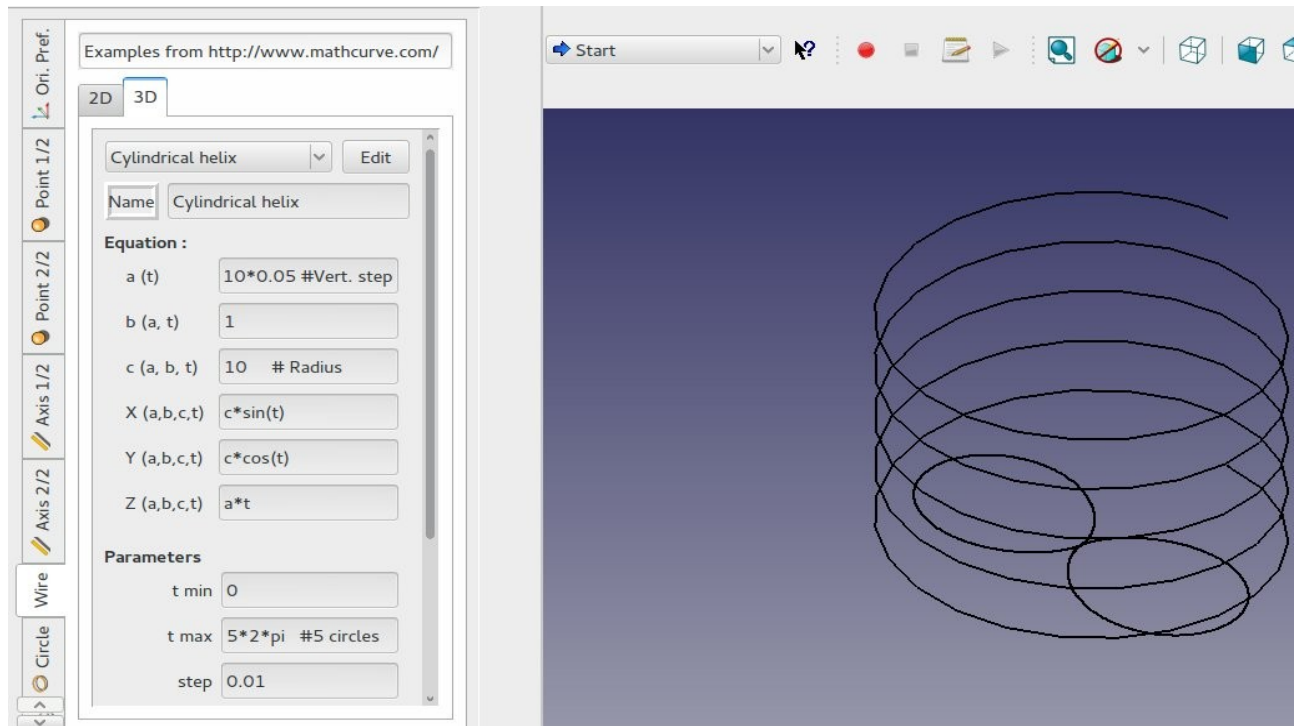 Ori. Pref.
Point 1/2
Point 2/2
Axis 1/2
Axis 2/2
Wire
Circle
Examples from http://www.mathcurve.com/
2D 3D
Cylindrical helix Edit
Name Cylindrical helix
Equation :
a (t) 10*0.05 #Vert. step
b (a, t) 1
c (a, b, t) 10 # Radius
X (a,b,c,t) c*sin(t)
Y (a,b,c,t) c*cos(t)
Z (a,b,c,t) a*t
Parameters
t min 0
t max 5*2*pi #5 circles
step 0.01
Start